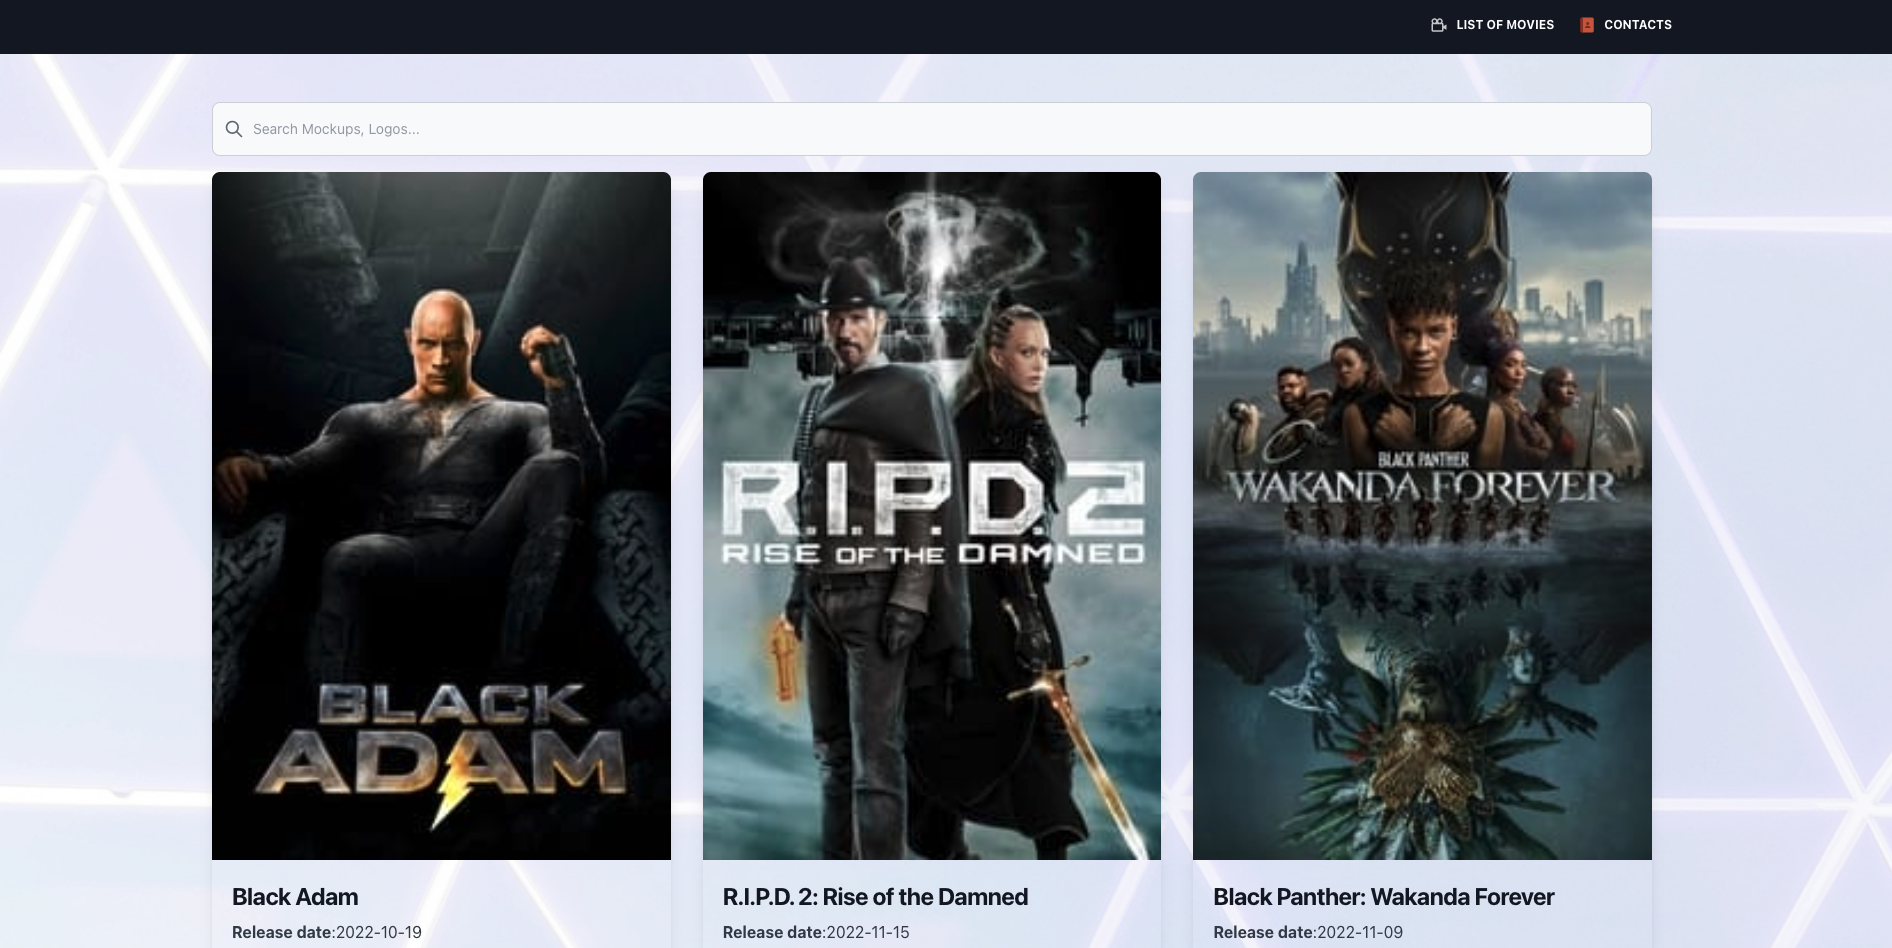 LIST OF MOVIES
CONTACTS
Search Mockups, Logos...
BLACK
ADAM
R.I.P.D.2
RISE OF THE DAMNED
BLACK PANTHER
WAKANDA FOREVER
Black Adam
Release date:2022-10-19
R.I.P.D. 2: Rise of the Damned
Release date:2022-11-15
Black Panther: Wakanda Forever
Release date:2022-11-09